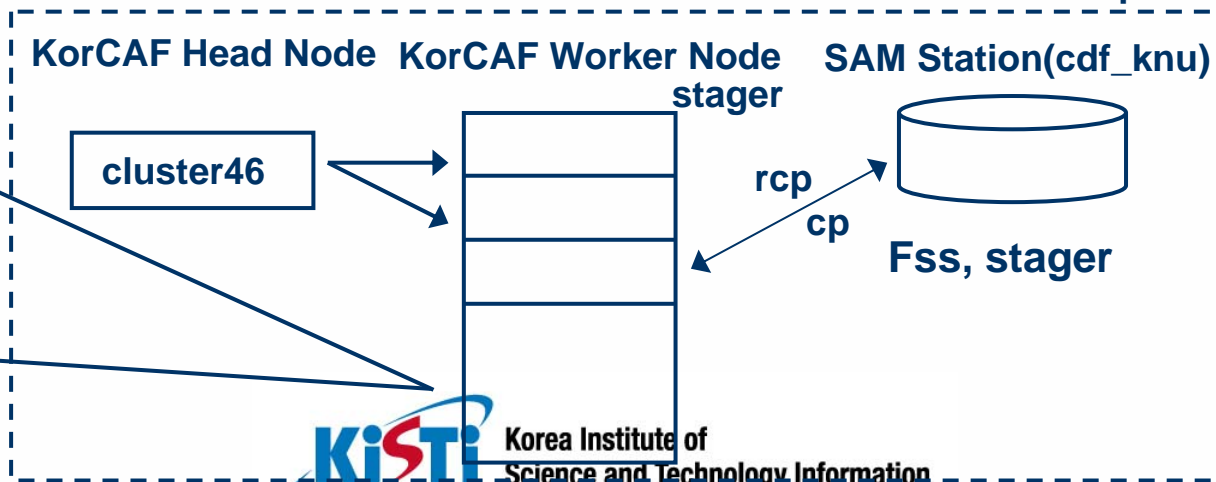 KorCAF Head Node
KorCAF Worker Node
stager
SAM Station(cdf_knu)
cluster46
rcp
cp
Fss, stager
KiSTi
Korea Institute of
Science and Technology Information